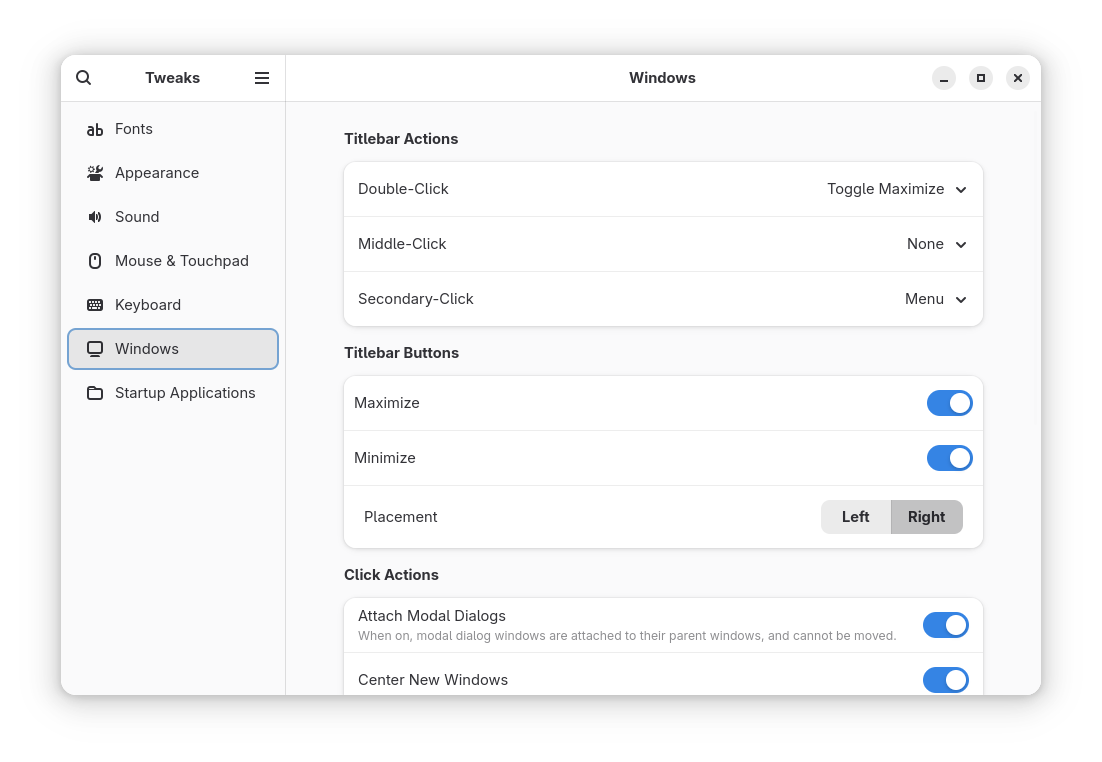 Tweaks
Windows
Fonts
Appearance
Sound
Mouse & Touchpad
Keyboard
Windows
Startup Applications
Titlebar Actions
Double-Click Toggle Maximize
Middle-Click None
Secondary-Click Menu
Titlebar Buttons
Maximize
Minimize
Placement Left Right
Click Actions
Attach Modal Dialogs
When on, modal dialog windows are attached to their parent windows, and cannot be moved.
Center New Windows